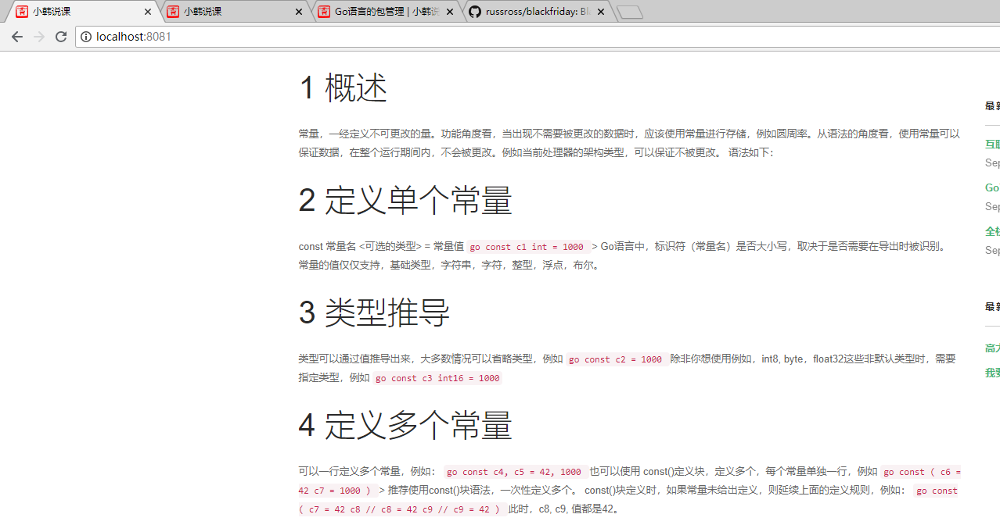 小韩说课
小韩说课
Go语言的包管理 | 小韩说
russross/blackfriday: Bl
localhost:8081
1 概述
常量，一经定义不可更改的量。功能角度看，当出现不需要被更改的数据时，应该使用常量进行存储，例如圆周率。从语法的角度看，使用常量可以
保证数据，在整个运行期间内，不会被更改。例如当前处理器的架构类型，可以保证不被更改。 语法如下：
2 定义单个常量
const 常量名 <可选的类型> = 常量值 go const c1 int = 1000 > Go语言中，标识符（常量名）是否大小写，取决于是否需要在导出时被识别。
常量的值仅仅支持，基础类型，字符串，字符，整型，浮点，布尔。
3 类型推导
类型可以通过值推导出来，大多数情况可以省略类型，例如 go const c2 = 1000 除非你想使用例如，int8, byte，float32这些非默认类型时，需要
指定类型，例如 go const c3 int16 = 1000
4 定义多个常量
可以一行定义多个常量，例如： go const c4, c5 = 42, 1000 也可以使用 const()定义块，定义多个，每个常量单独一行，例如 go const ( c6 =
42 c7 = 1000 ) > 推荐使用const()块语法，一次性定义多个。 const()块定义时，如果常量未给出定义，则延续上面的定义规则，例如： go const
( c7 = 42 c8 // c8 = 42 c9 // c9 = 42 ) 此时，c8, c9, 值都是42。
最新
互联
Sep
Go
Sep
Sep
最新
我要